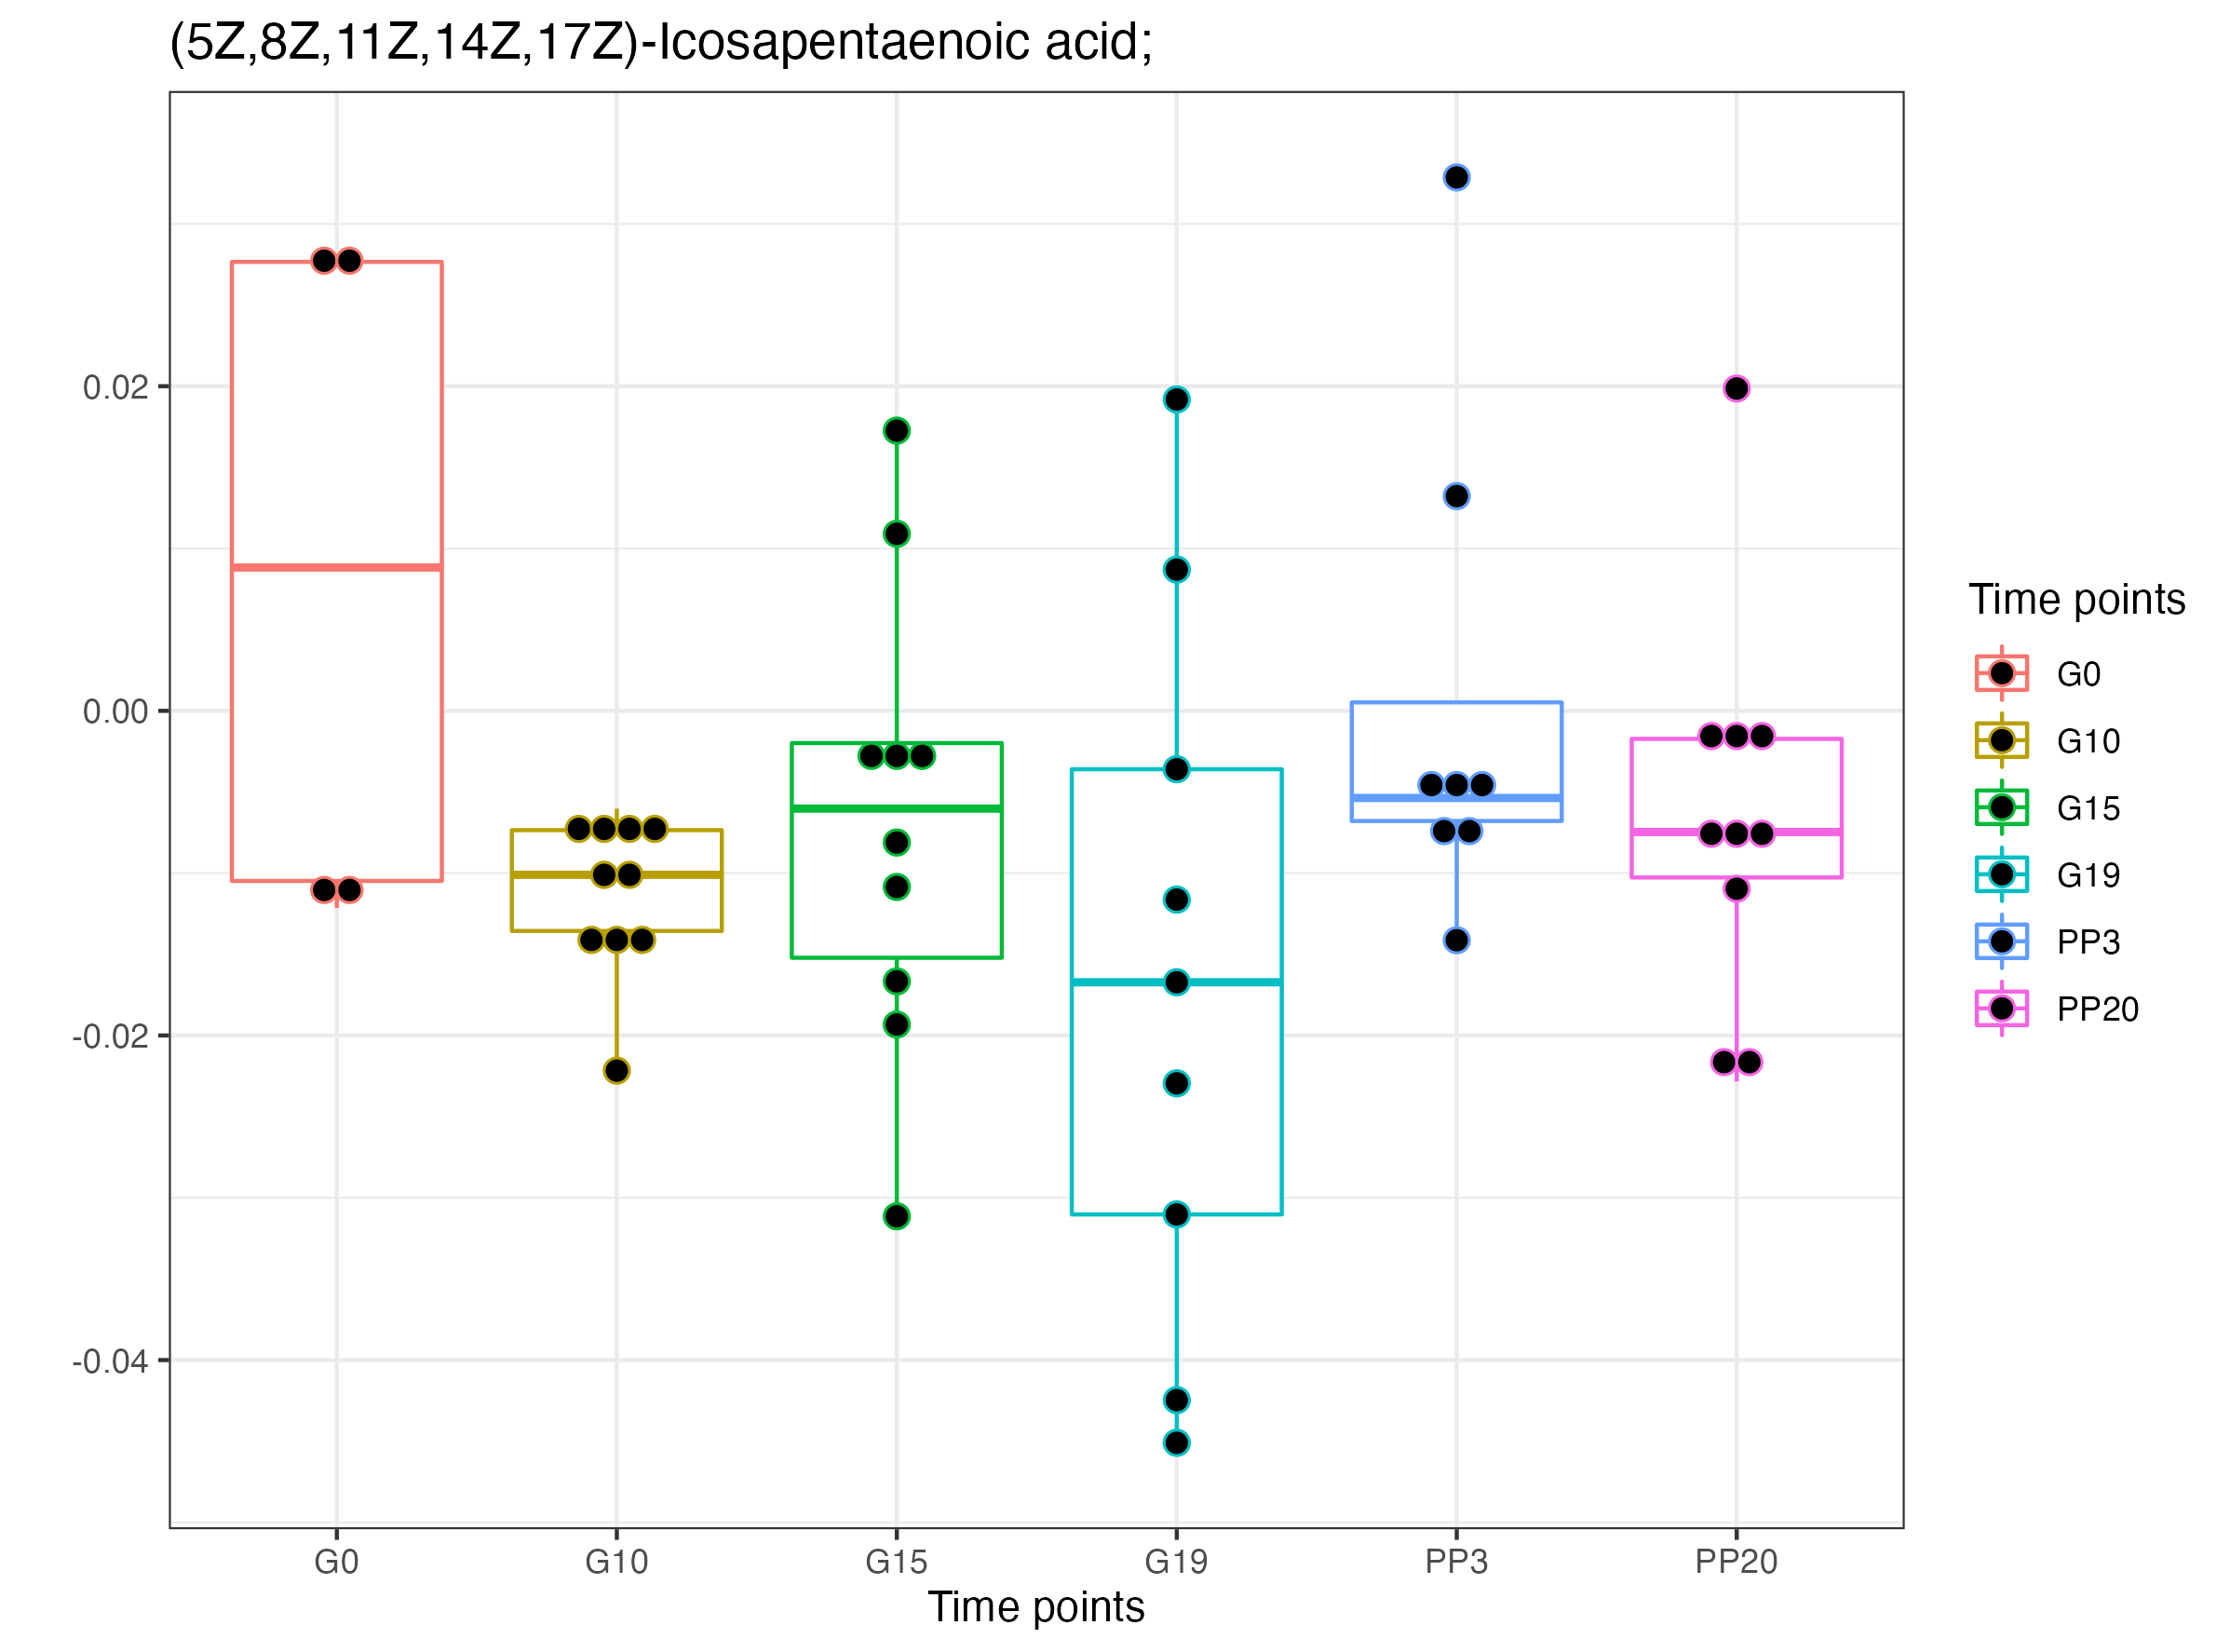 (5Z,8Z,11Z,14Z,17Z)-Icosapentaenoic acid;
0.02
0.00
-0.02
-0.04
G0
G10
G15
G19
PP3
PP20
Time points
Time points
G0
G10
G15
G19
PP3
PP20